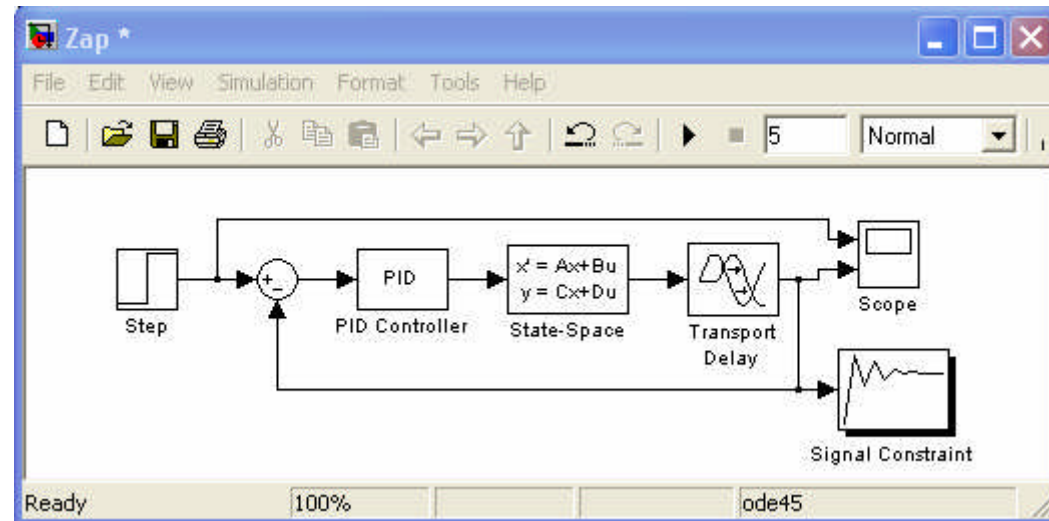 Zap *
File Edit View Simulation Format Tools Help
5 Normal
Step
+
-
PID
PID Controller
x' = Ax+Bu
y = Cx+Du
State-Space
Transport
Delay
Scope
Signal Constraint
Ready 100% ode45